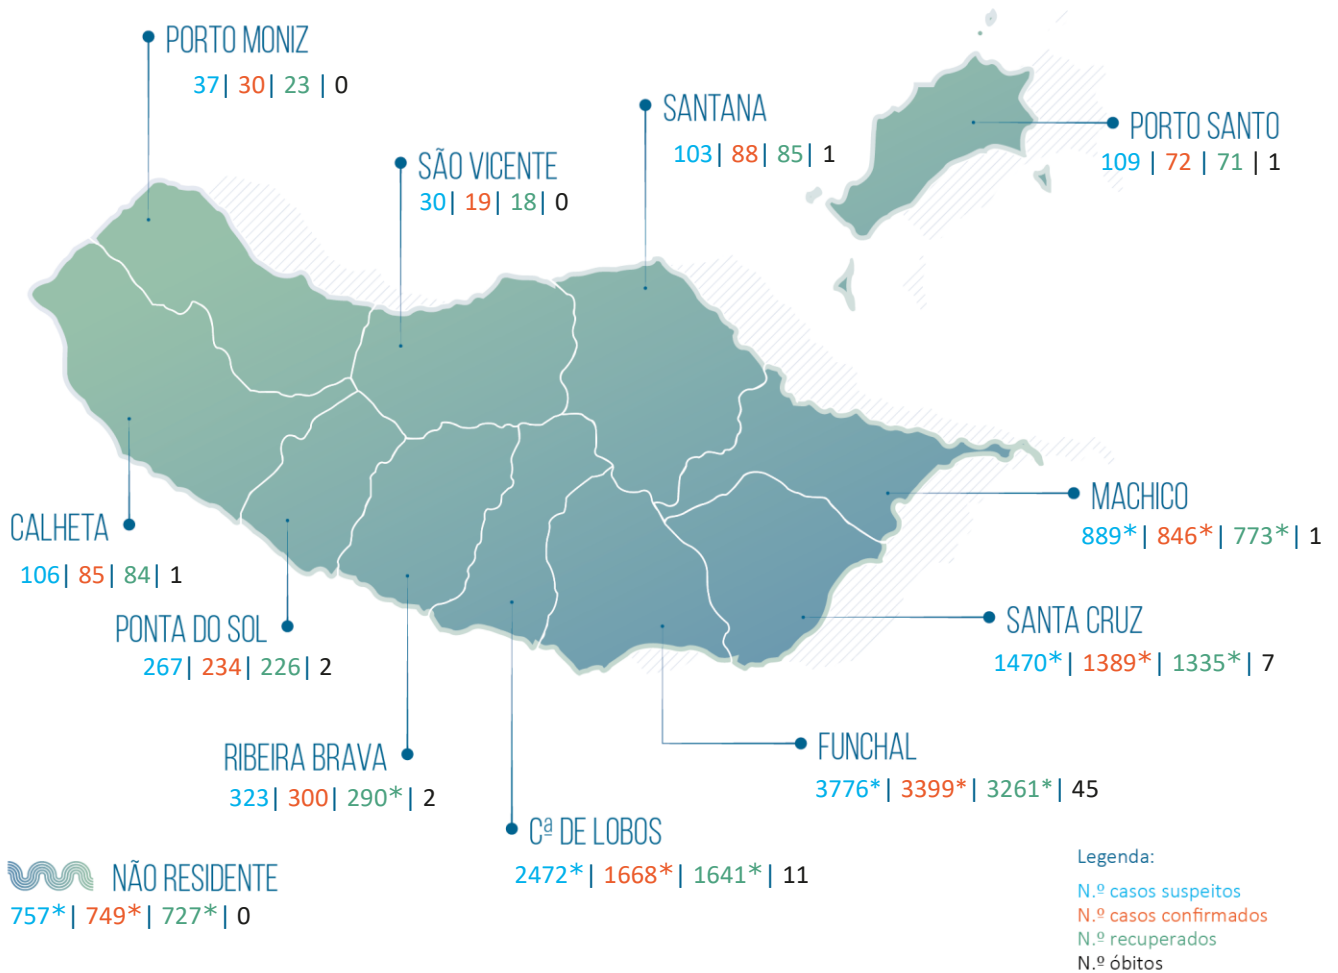 PORTO MONIZ
37| 30| 23 | 0
SANTANA
103| 88| 85| 1
PORTO SANTO
109 | 72 | 71 | 1
SÃO VICENTE
30| 19| 18| 0
MACHICO
889*| 846*| 773*| 1
CALHETA
106| 85| 84| 1
PONTA DO SOL
267| 234| 226| 2
SANTA CRUZ
1470*| 1389*| 1335*| 7
RIBEIRA BRAVA
323| 300| 290*| 2
FUNCHAL
3776*| 3399*| 3261*| 45
Cª DE LOBOS
2472*| 1668*| 1641*| 11
NÃO RESIDENTE
757*| 749*| 727*| 0
Legenda:
N.º casos suspeitos
N.º casos confirmados
N.º recuperados
N.º óbitos